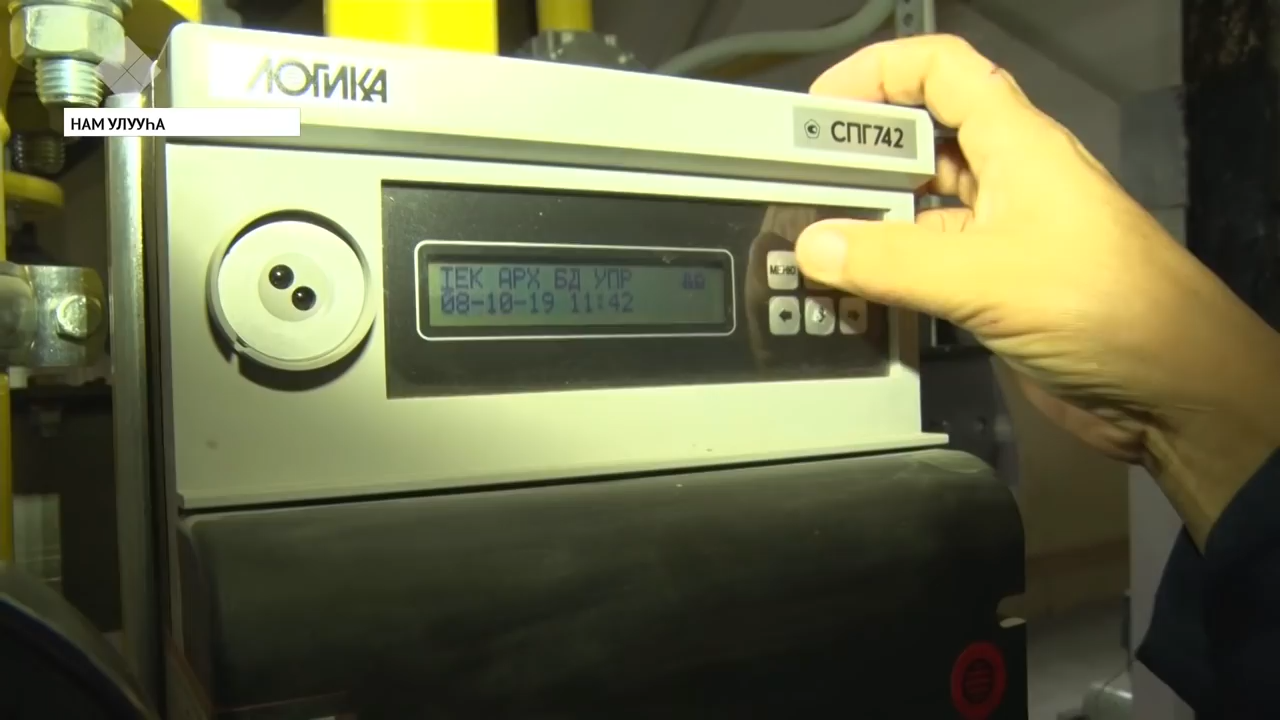 ЛОГИКА
НАМ УЛУУҺА
СПГ742
ТЕК АРХ БД УПР
08-10-19 11:42
МЕНЮ